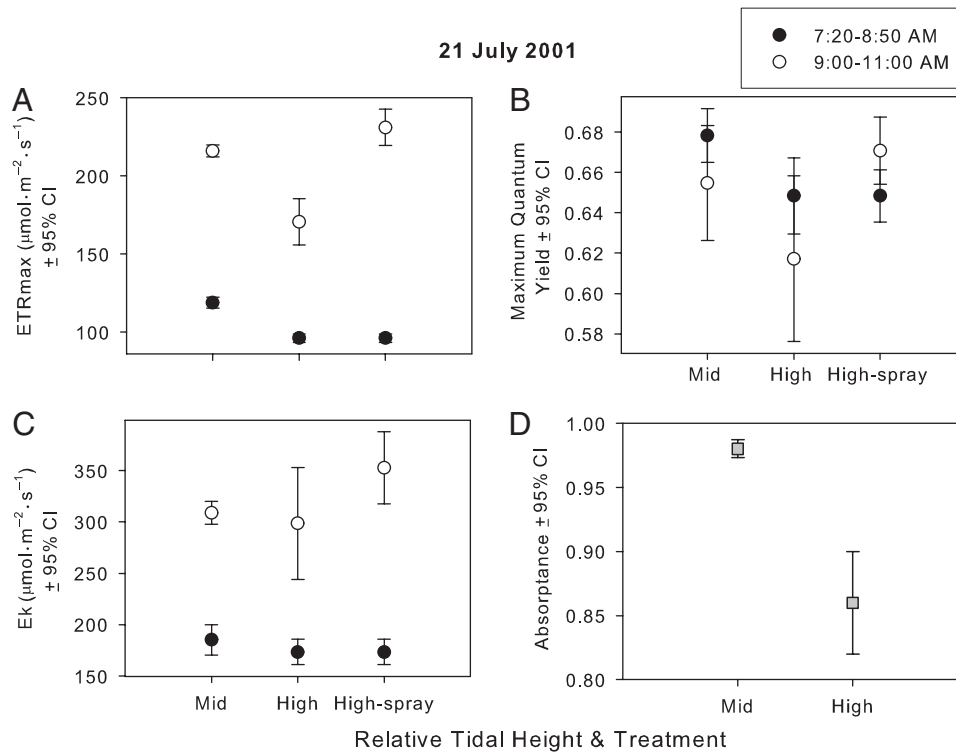 21 July 2001
7:20-8:50 AM
9:00-11:00 AM
A
ETRmax (μmol·m⁻²·s⁻¹)
± 95% CI
250
200
150
100
B
Maximum Quantum
Yield ± 95% CI
0.68
0.66
0.64
0.62
0.60
0.58
Mid
High
High-spray
C
Ek (μmol·m⁻²·s⁻¹)
± 95% CI
350
300
250
200
150
Mid
High
High-spray
D
Absorptance ± 95% CI
1.00
0.95
0.90
0.85
0.80
Mid
High
Relative Tidal Height & Treatment